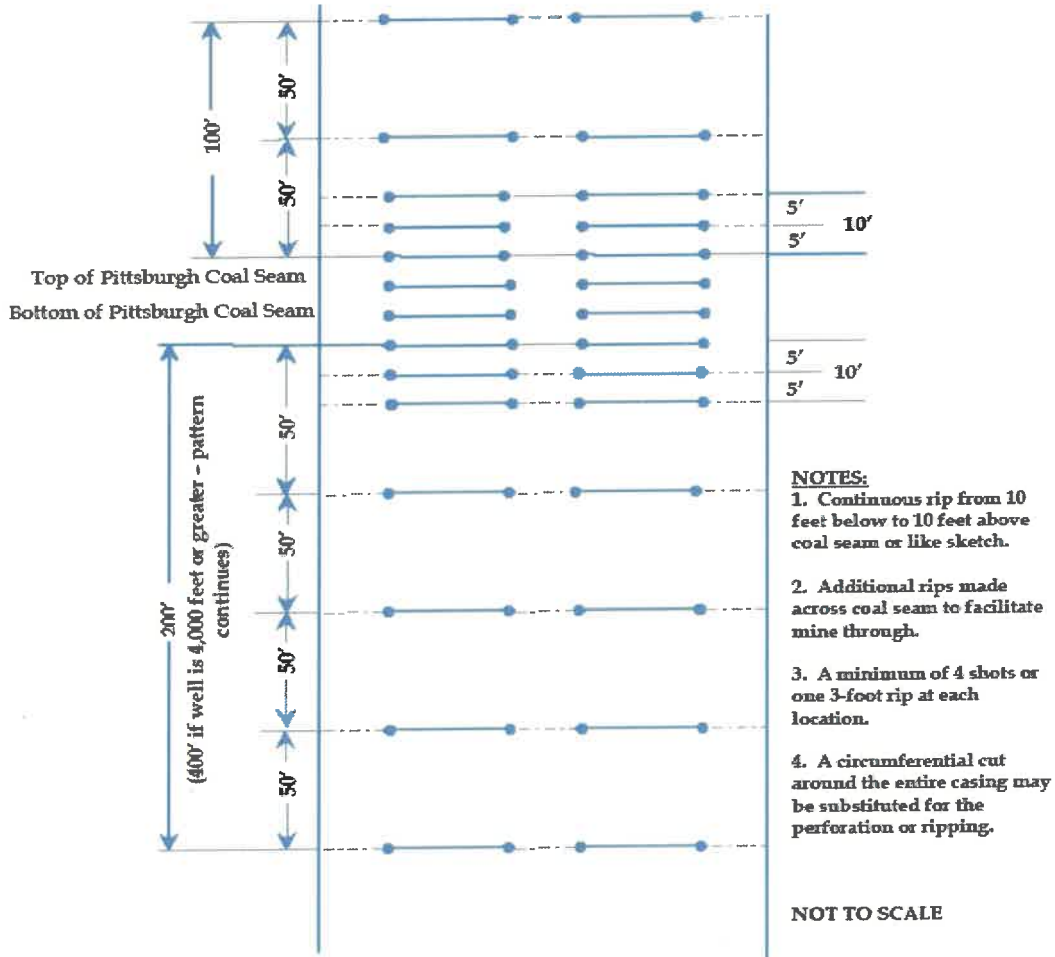 100'
50'
50'
5'
10'
5'
Top of Pittsburgh Coal Seam
Bottom of Pittsburgh Coal Seam
5'
10'
5'
200'
(400' if well is 4,000 feet or greater - pattern
continues)
50'
50'
50'
50'
NOTES:
1. Continuous rip from 10
feet below to 10 feet above
coal seam or like sketch.
2. Additional rips made
across coal seam to facilitate
mine through.
3. A minimum of 4 shots or
one 3-foot rip at each
location.
4. A circumferential cut
around the entire casing may
be substituted for the
perforation or ripping.
NOT TO SCALE